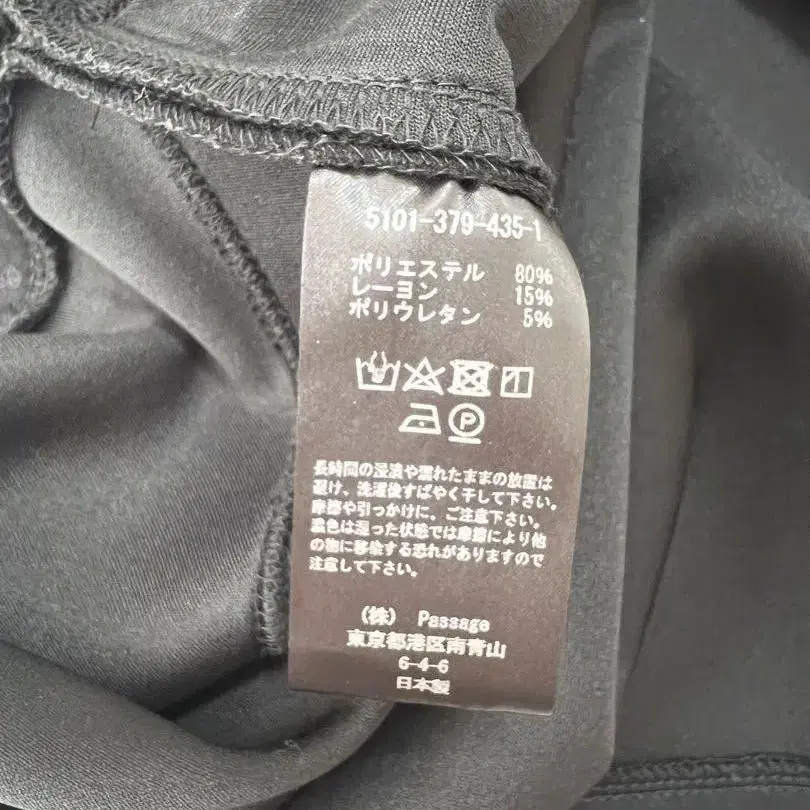 5101-379-435-1
ポリエステル 80%
レーヨン 15%
ポリウレタン 5%
P
長時間の浸漬や濡れたままの放置は
避け、洗濯後すばやく干して下さい。
摩擦や引っかけに、ご注意下さい。
濃色は湿った状態では摩擦により他
の物に移染する恐れがありますので
注意して下さい。
(株) Passage
東京都港区南青山
6-4-6
日本製